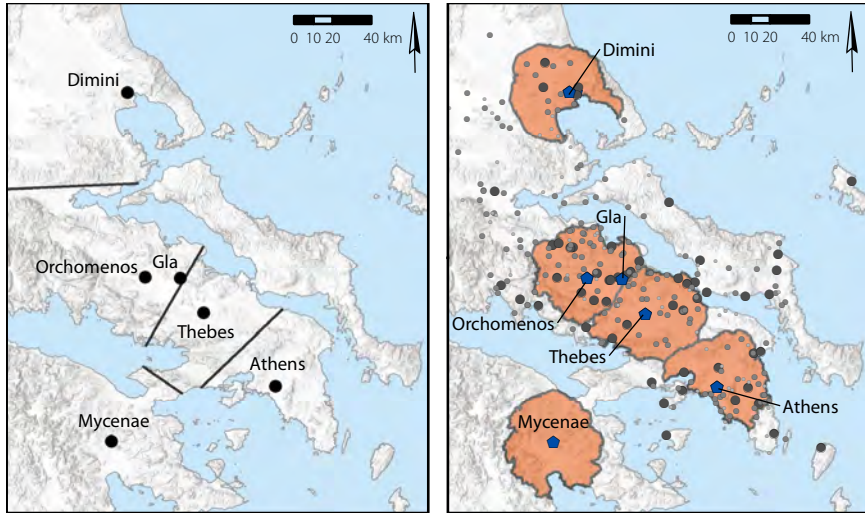 0 10 20 40 km
Dimini
Orchomenos
Gla
Thebes
Athens
Mycenae
0 10 20 40 km
Dimini
Gla
Orchomenos
Thebes
Athens
Mycenae